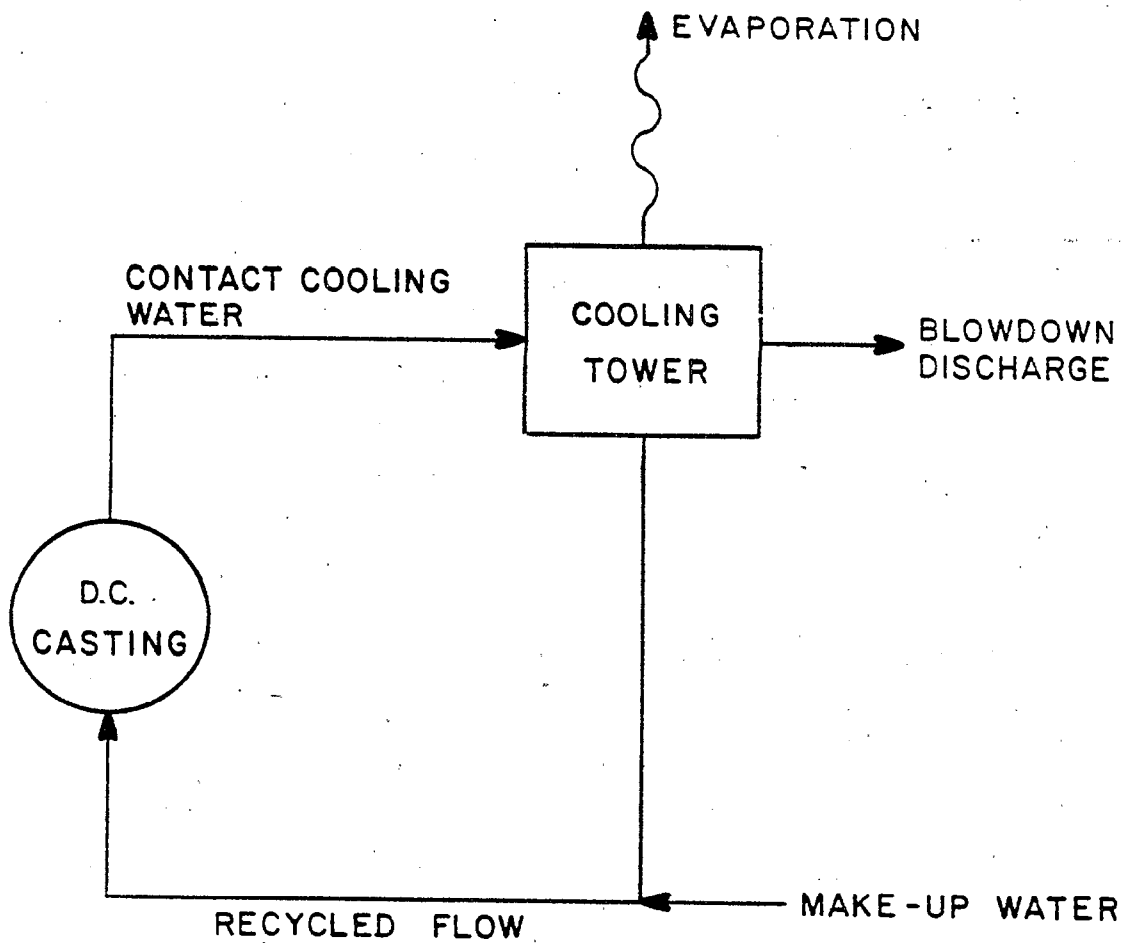 EVAPORATION
CONTACT COOLING
WATER
COOLING
TOWER
BLOWDOWN
DISCHARGE
D.C.
CASTING
MAKE-UP WATER
RECYCLED FLOW